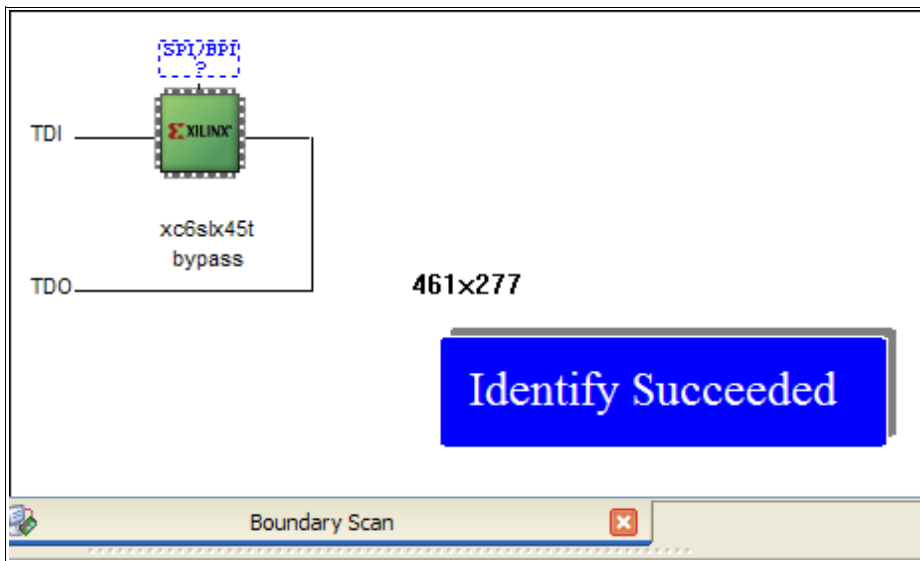 SPI/BPI
?
TDI
XILINX
xc6slx45t
bypass
TDO
461x277
Identify Succeeded
Boundary Scan